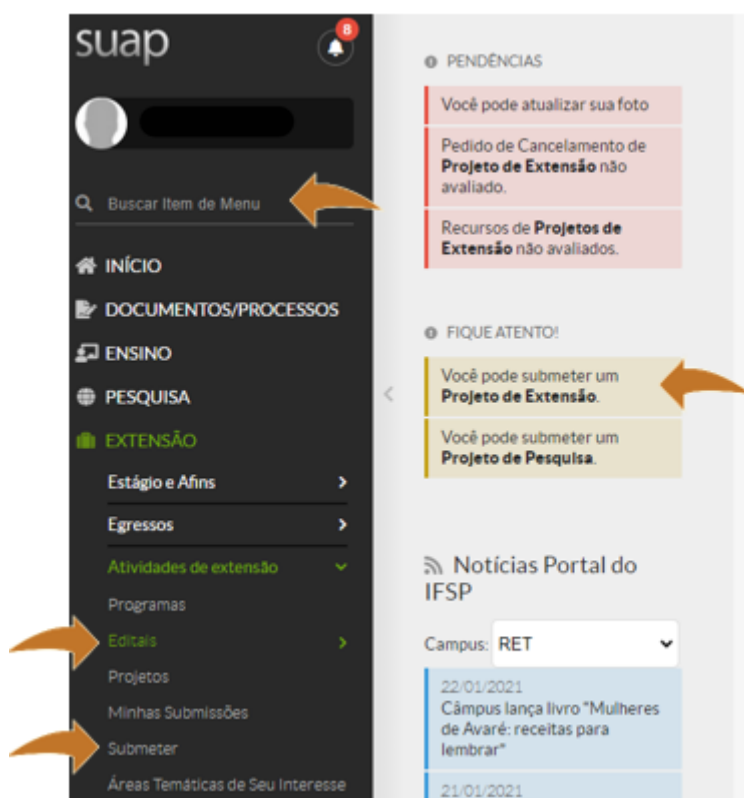 suap
8
Buscar Item de Menu
INÍCIO
DOCUMENTOS/PROCESSOS
ENSINO
PESQUISA
EXTENSÃO
Estágio e Afins
Egressos
Atividades de extensão
Programas
Editais
Projetos
Minhas Submissões
Submeter
Áreas Temáticas de Seu Interesse
PENDÊNCIAS
Você pode atualizar sua foto
Pedido de Cancelamento de
Projeto de Extensão não
avaliado.
Recursos de Projetos de
Extensão não avaliados.
FIQUE ATENTO!
Você pode submeter um
Projeto de Extensão.
Você pode submeter um
Projeto de Pesquisa.
Notícias Portal do
IFSP
Campus: RET
22/01/2021
Câmpus lança livro "Mulheres
de Avaré: receitas para
lembrar"
21/01/2021